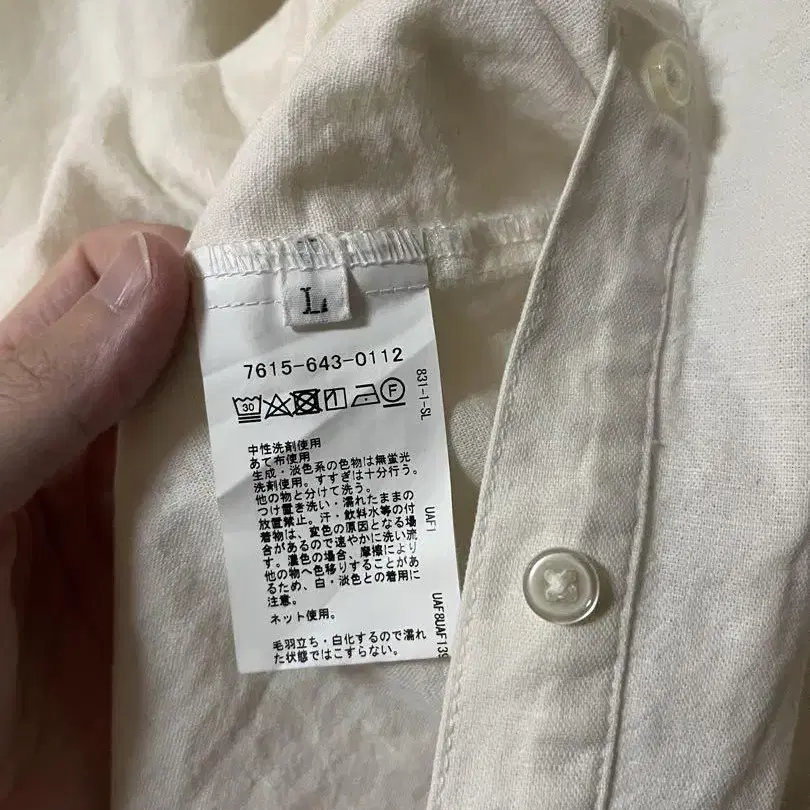 L
7615-643-0112
30
F
831-1-SL
中性洗剤使用
あて布使用
生成・淡色系の色物は無蛍光
洗剤使用。すすぎは十分行う。
他の物と分けて洗う。
つけ置き洗い・濡れたままの
放置禁止。汗・飲料水等の付
着物は、変色の原因となる場
合があるので速やかに洗い流
す。濃色の場合、摩擦により
他の物へ色移りすることがあ
るため、白・淡色との着用に
注意。
ネット使用。
毛羽立ち・白化するので濡れ
た状態ではこすらない。
UAF1
UAF8UAF139